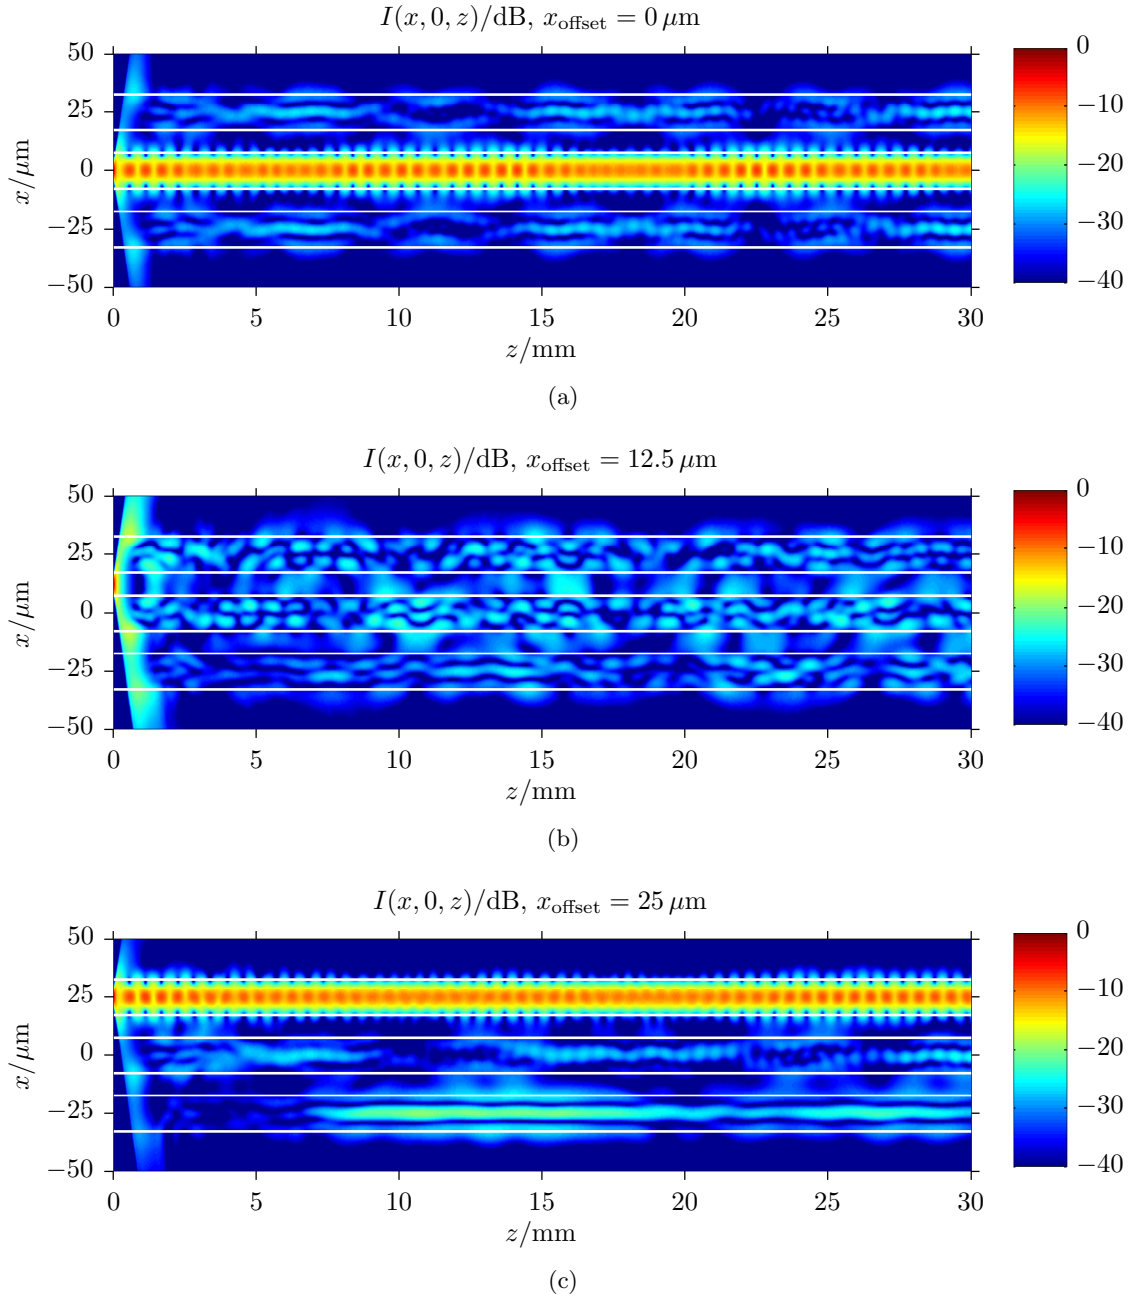 I(x, 0, z)/dB, x_offset = 0 μm
50
25
0
−25
−50
x/μm
0 5 10 15 20 25 30
z/mm
0
−10
−20
−30
−40
(a)
I(x, 0, z)/dB, x_offset = 12.5 μm
50
25
0
−25
−50
x/μm
0 5 10 15 20 25 30
z/mm
0
−10
−20
−30
−40
(b)
I(x, 0, z)/dB, x_offset = 25 μm
50
25
0
−25
−50
x/μm
0 5 10 15 20 25 30
z/mm
0
−10
−20
−30
−40
(c)